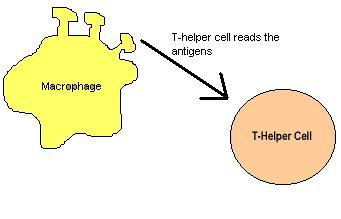 T-helper cell reads the
antigens
Macrophage
T-Helper Cell